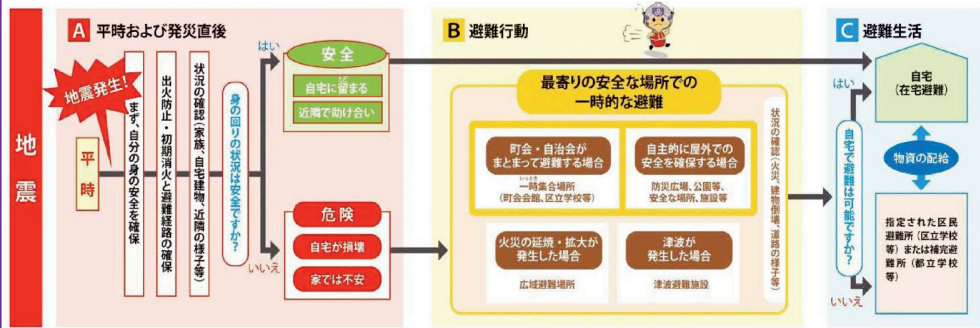 地震
A 平時および発災直後
地震発生！
平時
まず、自分の身の安全を確保
出火防止・初期消火と避難経路の確保
状況の確認（家族、自宅建物、近隣の様子等）
身の回りの状況は安全ですか？
はい
安全
自宅に留まる
近隣で助け合い
いいえ
危険
自宅が損壊
家では不安
B 避難行動
最寄りの安全な場所での
一時的な避難
町会・自治会が
まとまって避難する場合
いっとき
一時集合場所
（町会会館、区立学校等）
自主的に屋外での
安全を確保する場合
防災広場、公園等、
安全な場所、施設等
火災の延焼・拡大が
発生した場合
広域避難場所
津波が
発生した場合
津波避難施設
状況の確認（火災、建物倒壊、道路の様子等）
C 避難生活
はい
自宅で避難は可能ですか？
いいえ
自宅
（在宅避難）
物資の配給
指定された区民
避難所（区立学校
等）または補完避
難所（都立学校
等）